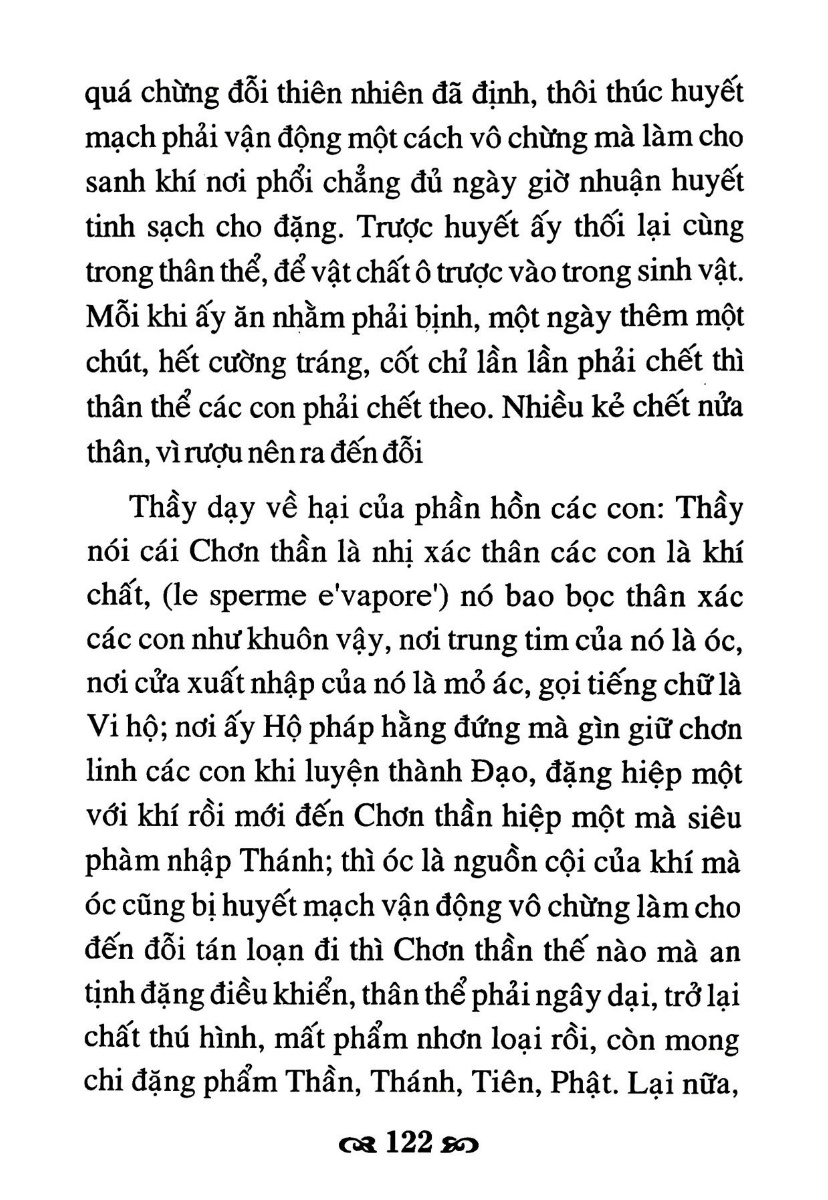 quá chừng đỗi thiên nhiên đã định, thôi thúc huyết
mạch phải vận động một cách vô chừng mà làm cho
sanh khí nơi phổi chẳng đủ ngày giờ nhuận huyết
tinh sạch cho đặng. Trược huyết ấy thối lại cùng
trong thân thể, để vật chất ô trược vào trong sinh vật.
Mỗi khi ấy ăn nhằm phải bịnh, một ngày thêm một
chút, hết cường tráng, cốt chỉ lần lần phải chết thì
thân thể các con phải chết theo. Nhiều kẻ chết nửa
thân, vì rượu nên ra đến đỗi
Thầy dạy về hại của phần hồn các con: Thầy
nói cái Chơn thần là nhị xác thân các con là khí
chất, (le sperme e'vapore') nó bao bọc thân xác
các con như khuôn vậy, nơi trung tim của nó là óc,
nơi cửa xuất nhập của nó là mỏ ác, gọi tiếng chữ là
Vi hộ; nơi ấy Hộ pháp hằng đứng mà gìn giữ chơn
linh các con khi luyện thành Đạo, đặng hiệp một
với khí rồi mới đến Chơn thần hiệp một mà siêu
phàm nhập Thánh; thì óc là nguồn cội của khí mà
óc cũng bị huyết mạch vận động vô chừng làm cho
đến đỗi tán loạn đi thì Chơn thần thế nào mà an
tịnh đặng điều khiển, thân thể phải ngây dại, trở lại
chất thú hình, mất phẩm nhơn loại rồi, còn mong
chi đặng phẩm Thần, Thánh, Tiên, Phật. Lại nữa,
122